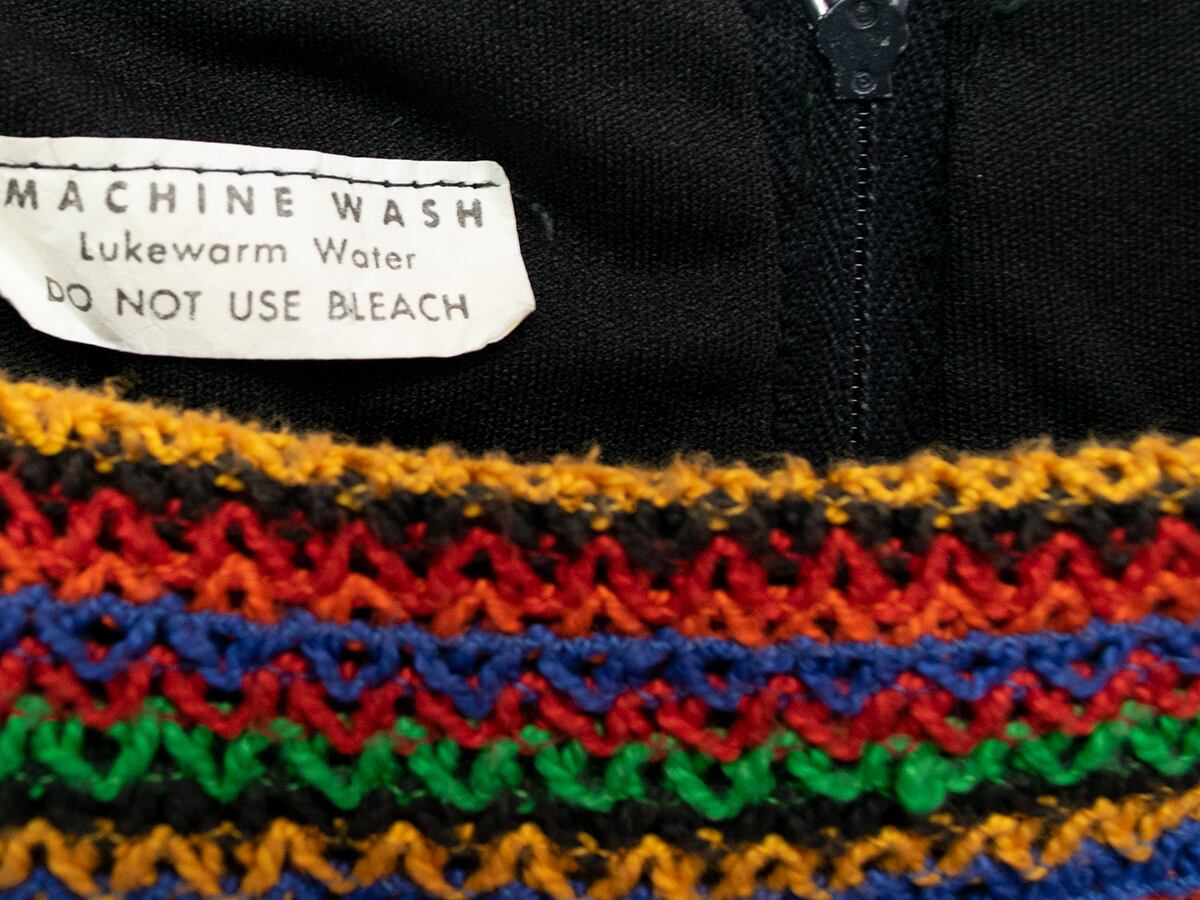 MACHINE WASH
Lukewarm Water
DO NOT USE BLEACH